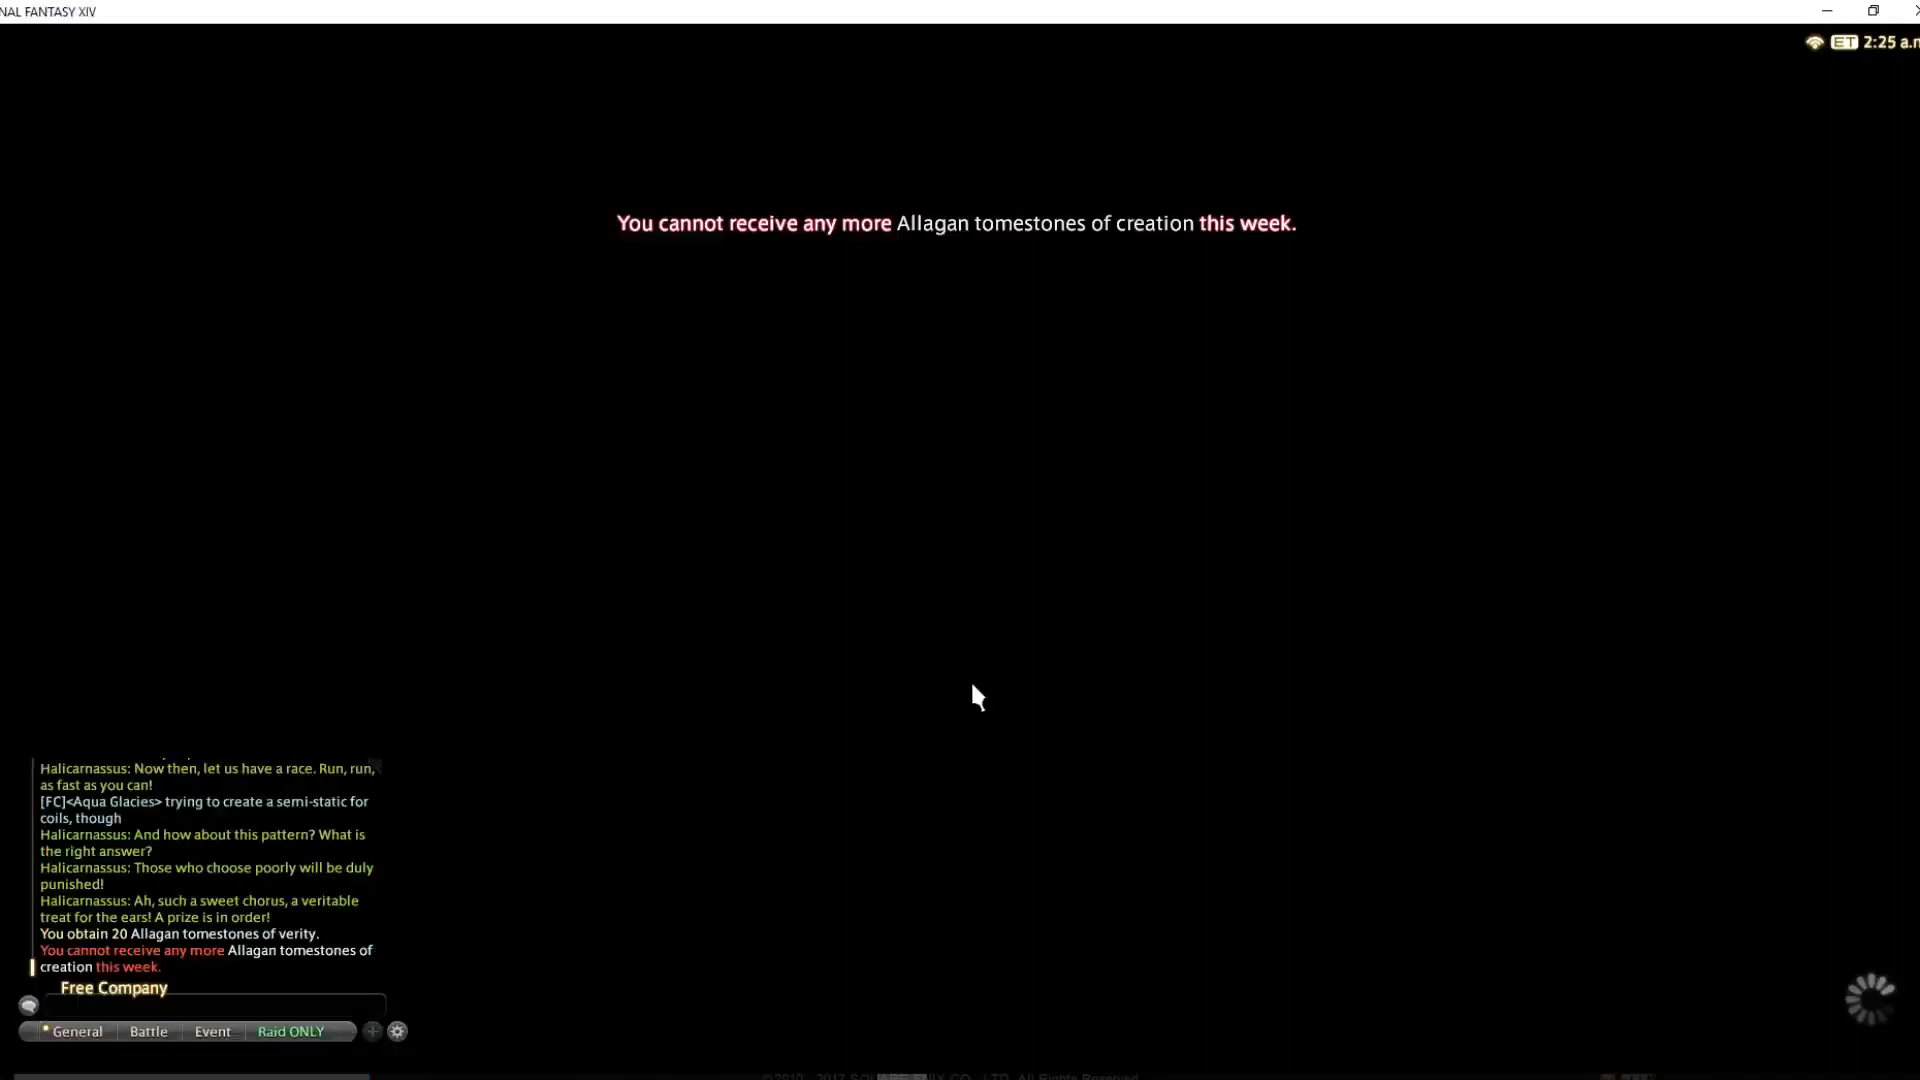 NAL FANTASY XIV
ET 2:25 a.m
You cannot receive any more Allagan tomestones of creation this week.
Halicarnassus: Now then, let us have a race. Run, run,
as fast as you can!
[FC]<Aqua Glacies> trying to create a semi-static for
coils, though
Halicarnassus: And how about this pattern? What is
the right answer?
Halicarnassus: Those who choose poorly will be duly
punished!
Halicarnassus: Ah, such a sweet chorus, a veritable
treat for the ears! A prize is in order!
You obtain 20 Allagan tomestones of verity.
You cannot receive any more Allagan tomestones of
creation this week.
Free Company
General Battle Event Raid ONLY
LTD. All Rights Reserved